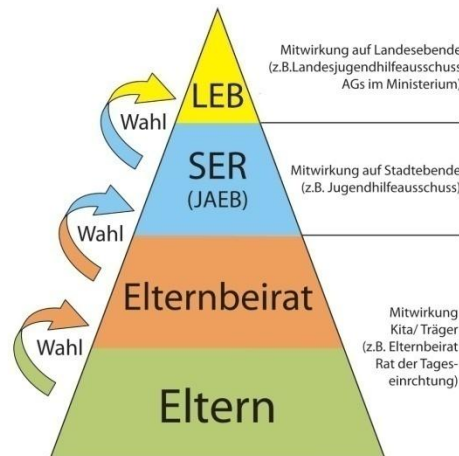 LEB
Mitwirkung auf Landesebende
(z.B.Landesjugendhilfeausschuss
AGs im Ministerium)
Wahl
SER
(JAEB)
Mitwirkung auf Stadtebende
(z.B. Jugendhilfeausschuss)
Wahl
Elternbeirat
Mitwirkung
Kita/ Träger
(z.B. Elternbeirat
Rat der Tages-
einrchtung)
Wahl
Eltern